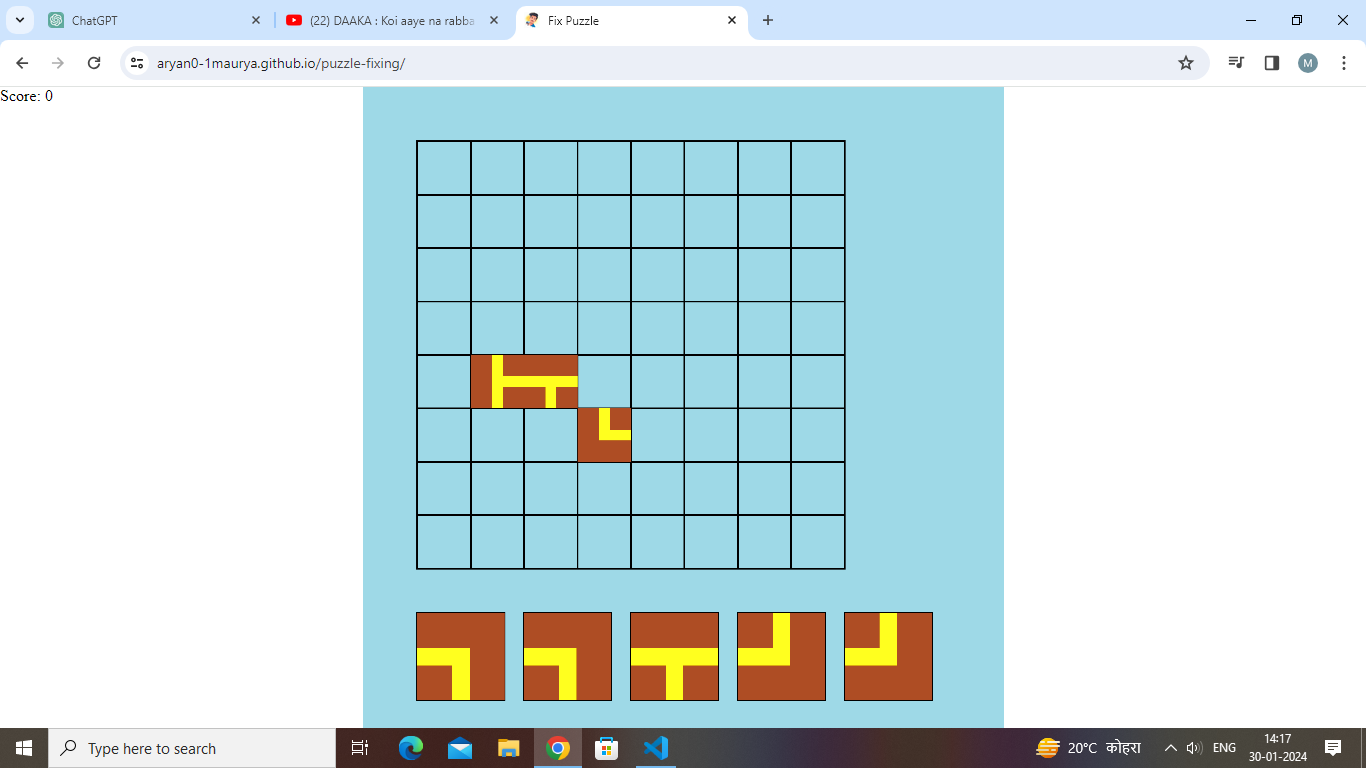 ChatGPT
(22) DAAKA : Koi aaye na rabba
Fix Puzzle
aryan0-1maurya.github.io/puzzle-fixing/
M
Score: 0
Type here to search
20°C कोहरा
ENG
14:17
30-01-2024